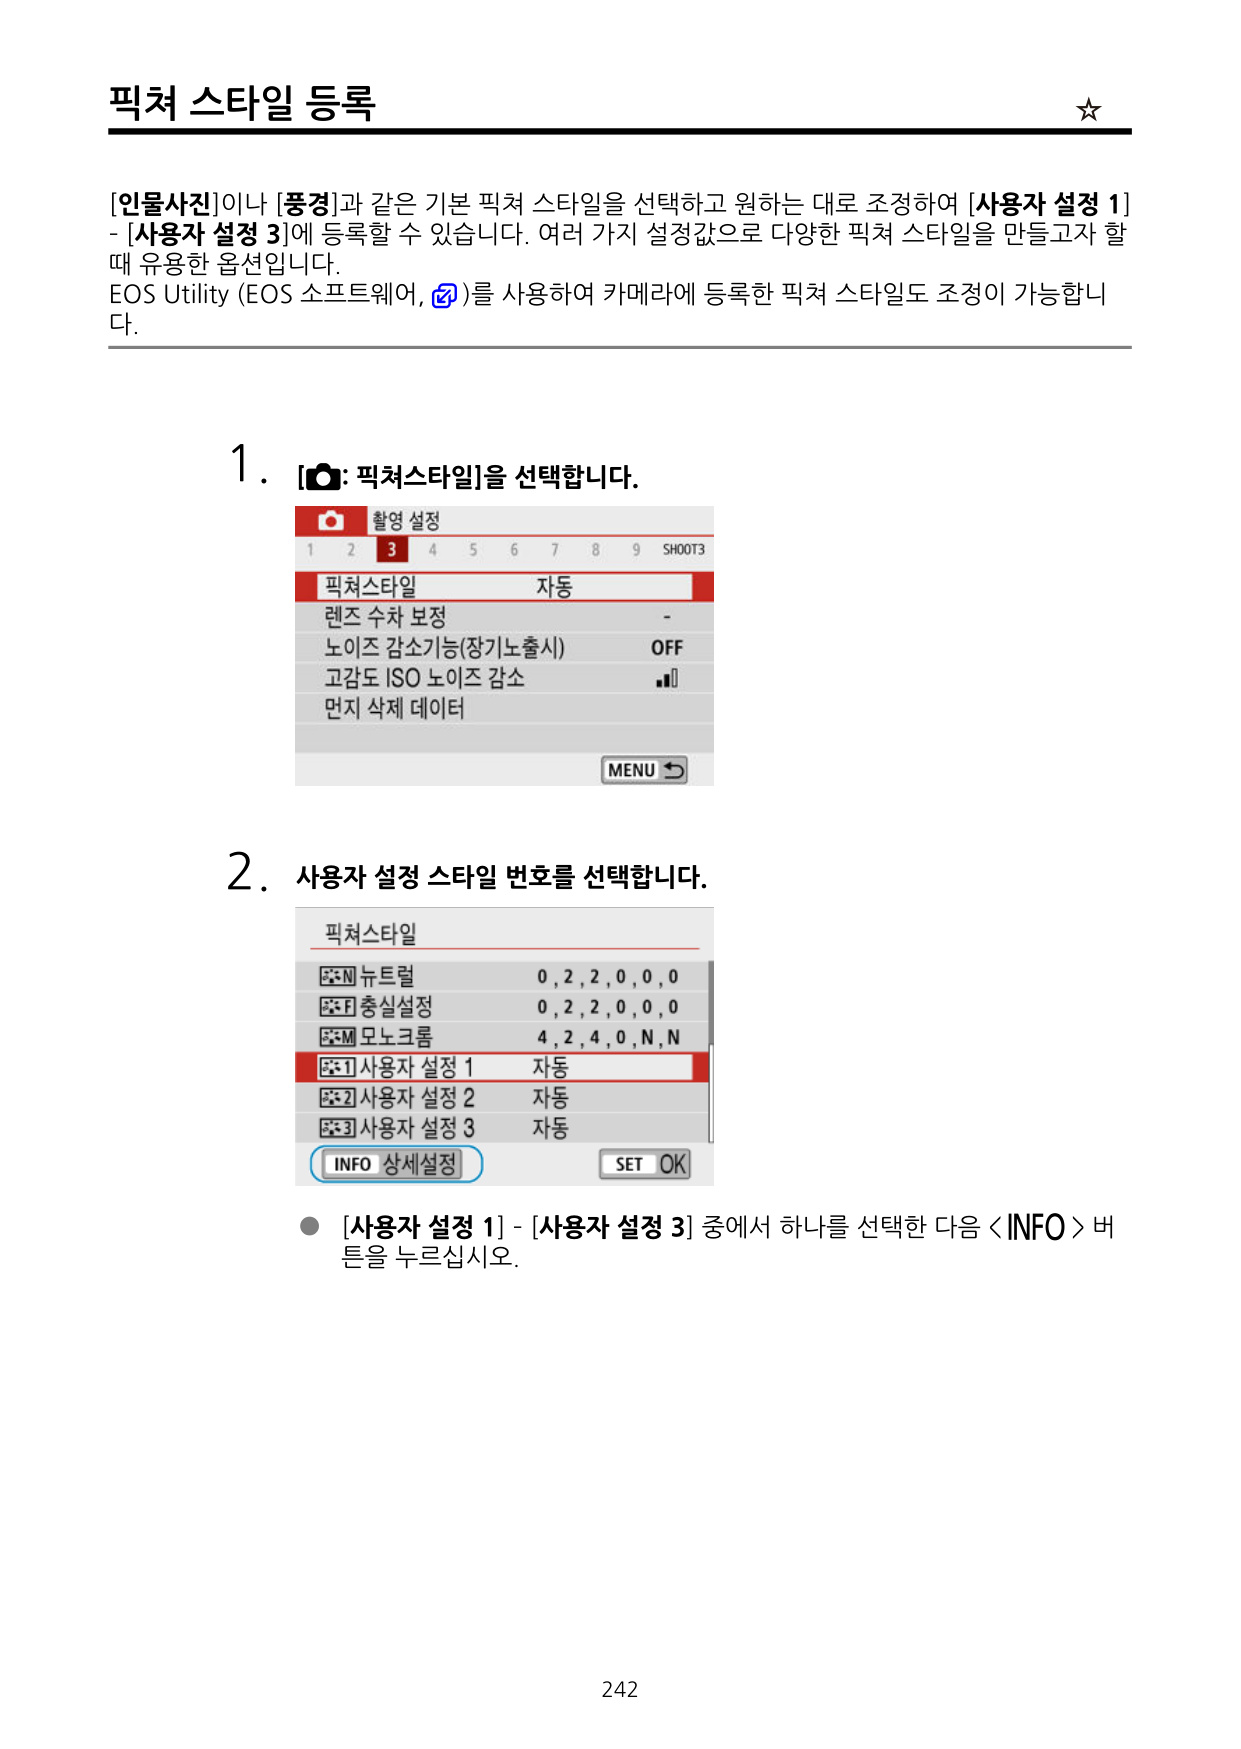 픽쳐 스타일 등록 ☆
[인물사진]이나 [풍경]과 같은 기본 픽쳐 스타일을 선택하고 원하는 대로 조정하여 [사용자 설정 1]
- [사용자 설정 3]에 등록할 수 있습니다. 여러 가지 설정값으로 다양한 픽쳐 스타일을 만들고자 할
때 유용한 옵션입니다.
EOS Utility (EOS 소프트웨어, )를 사용하여 카메라에 등록한 픽쳐 스타일도 조정이 가능합니
다.
1. [: 픽쳐스타일]을 선택합니다.
촬영 설정
1 2 3 4 5 6 7 8 9 SHOOT3
픽쳐스타일 자동
렌즈 수차 보정 -
노이즈 감소기능(장기노출시) OFF
고감도 ISO 노이즈 감소
먼지 삭제 데이터
MENU
2. 사용자 설정 스타일 번호를 선택합니다.
픽쳐스타일
N 뉴트럴 0,2,2,0,0,0
F 충실설정 0,2,2,0,0,0
M 모노크롬 4,2,4,0,N,N
1 사용자 설정 1 자동
2 사용자 설정 2 자동
3 사용자 설정 3 자동
INFO 상세설정 SET OK
● [사용자 설정 1] - [사용자 설정 3] 중에서 하나를 선택한 다음 <INFO> 버
튼을 누르십시오.
242